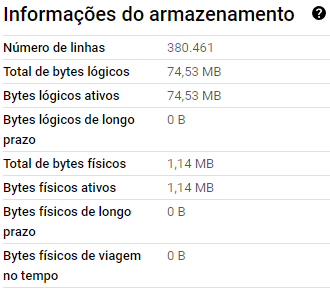 Informações do armazenamento
Número de linhas 380.461
Total de bytes lógicos 74,53 MB
Bytes lógicos ativos 74,53 MB
Bytes lógicos de longo 0 B
prazo
Total de bytes físicos 1,14 MB
Bytes físicos ativos 1,14 MB
Bytes físicos de longo 0 B
prazo
Bytes físicos de viagem 0 B
no tempo